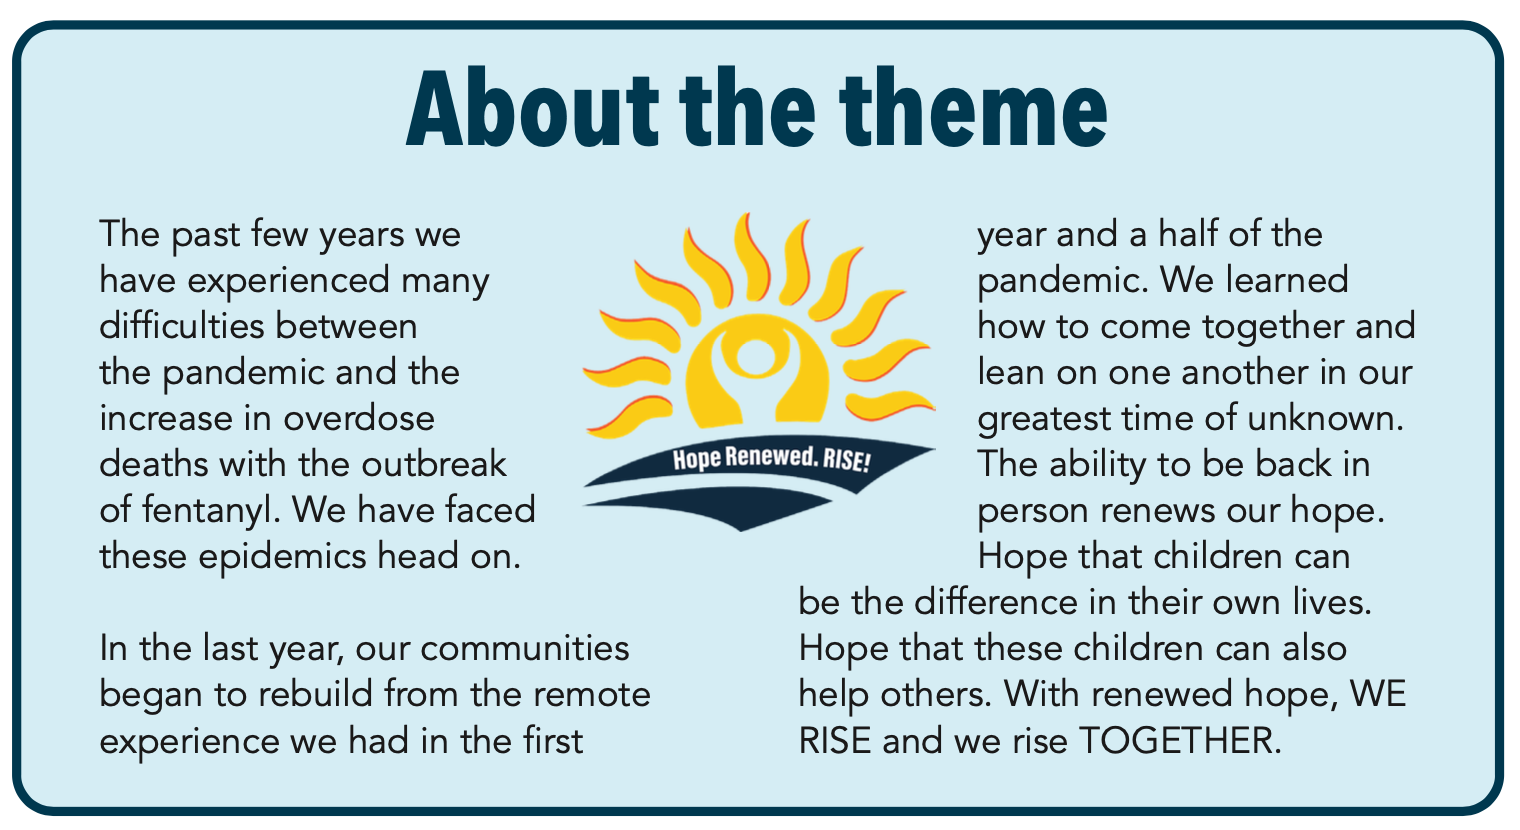 About the theme
The past few years we
have experienced many
difficulties between
the pandemic and the
increase in overdose
deaths with the outbreak
of fentanyl. We have faced
these epidemics head on.
In the last year, our communities
began to rebuild from the remote
experience we had in the first
Hope Renewed. RISE!
year and a half of the
pandemic. We learned
how to come together and
lean on one another in our
greatest time of unknown.
The ability to be back in
person renews our hope.
Hope that children can
be the difference in their own lives.
Hope that these children can also
help others. With renewed hope, WE
RISE and we rise TOGETHER.